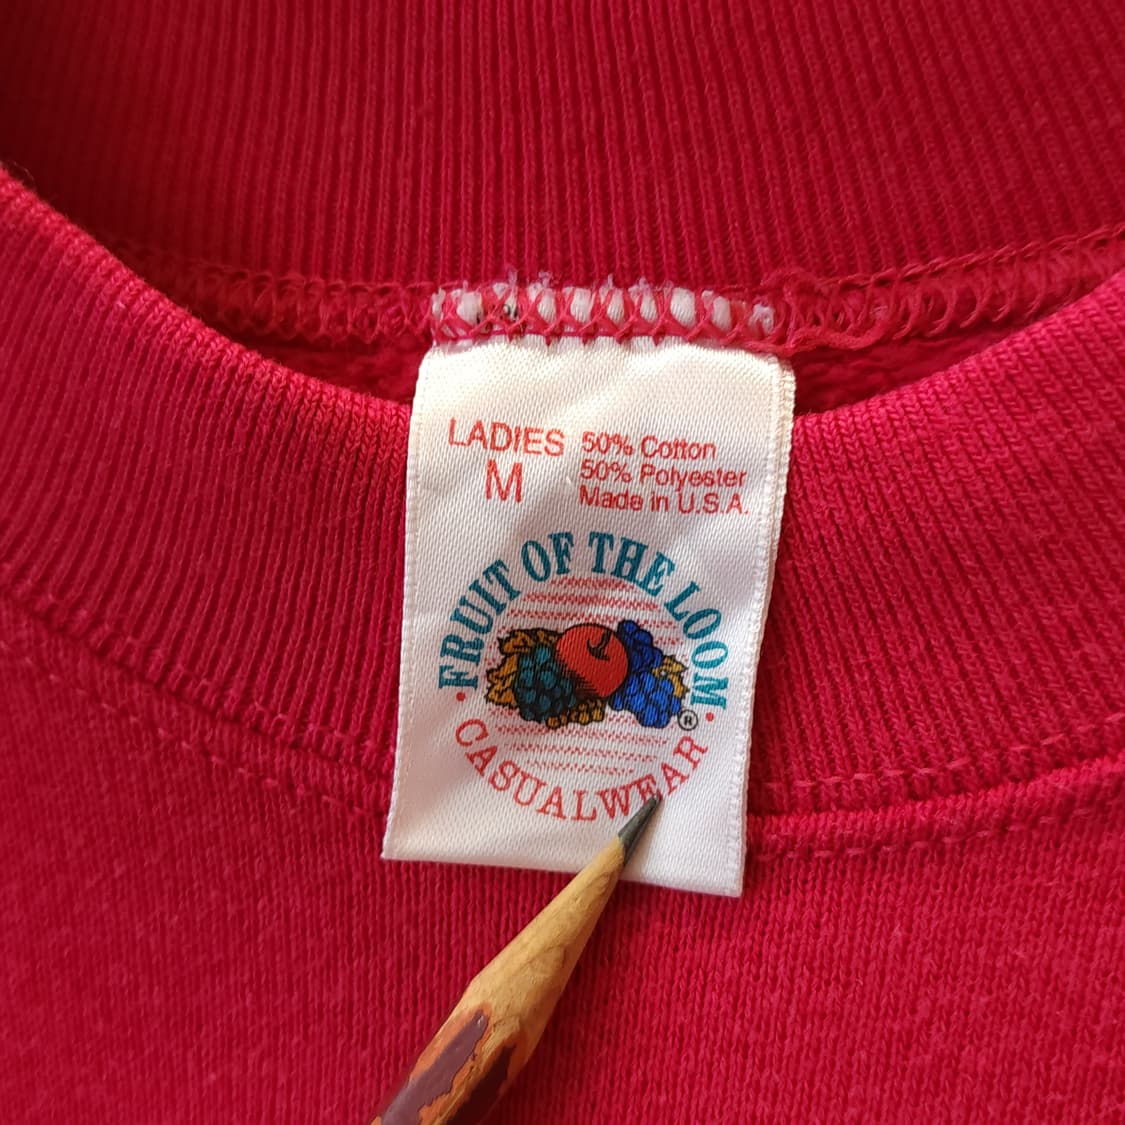 LADIES
M
50% Cotton
50% Polyester
Made in U.S.A.
FRUIT OF THE LOOM
®
CASUALWEAR